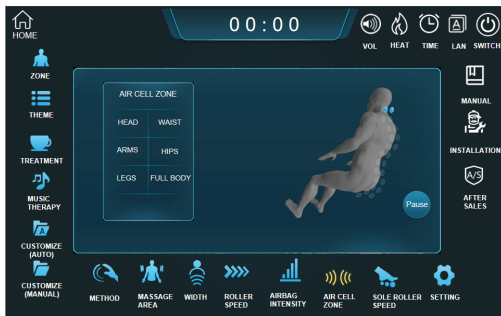 00:00
HOME
VOL
HEAT
TIME
A
LAN
SWITCH
ZONE
THEME
TREATMENT
MUSIC
THERAPY
A
CUSTOMIZE
(AUTO)
CUSTOMIZE
(MANUAL)
AIR CELL ZONE
HEAD WAIST
ARMS HIPS
LEGS FULL BODY
Pause
MANUAL
INSTALLATION
A/S
AFTER
SALES
METHOD
MASSAGE
AREA
WIDTH
ROLLER
SPEED
AIRBAG
INTENSITY
AIR CELL
ZONE
SOLE ROLLER
SPEED
SETTING